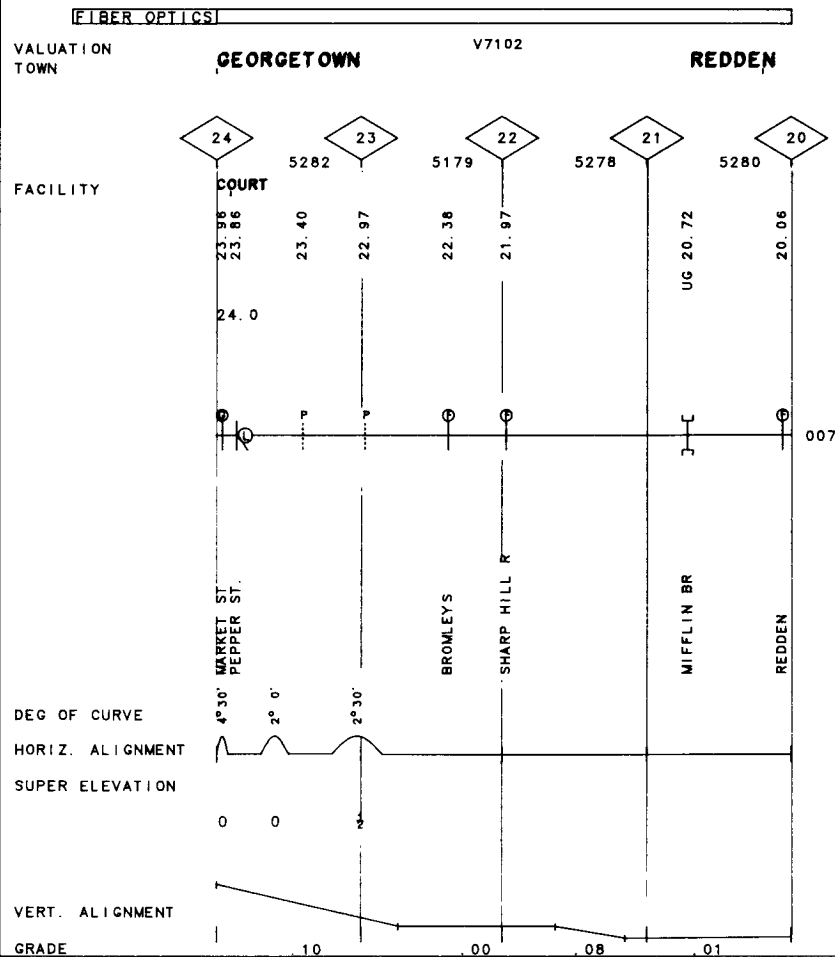 FIBER OPTICS
VALUATION V7102
TOWN GEORGETOWN REDDEN
24 23 22 21 20
5282 5179 5278 5280
FACILITY COURT
23.96 23.86 23.40 22.97 22.38 21.97 UG 20.72 20.06
24.0
P P F F F
L 007
MARKET ST PEPPER ST. BROMLEYS SHARP HILL R MIFFLIN BR REDDEN
DEG OF CURVE 4°30' 2° 0' 2°30'
HORIZ. ALIGNMENT
SUPER ELEVATION
0 0 ½
VERT. ALIGNMENT
GRADE .10 .00 .08 .01